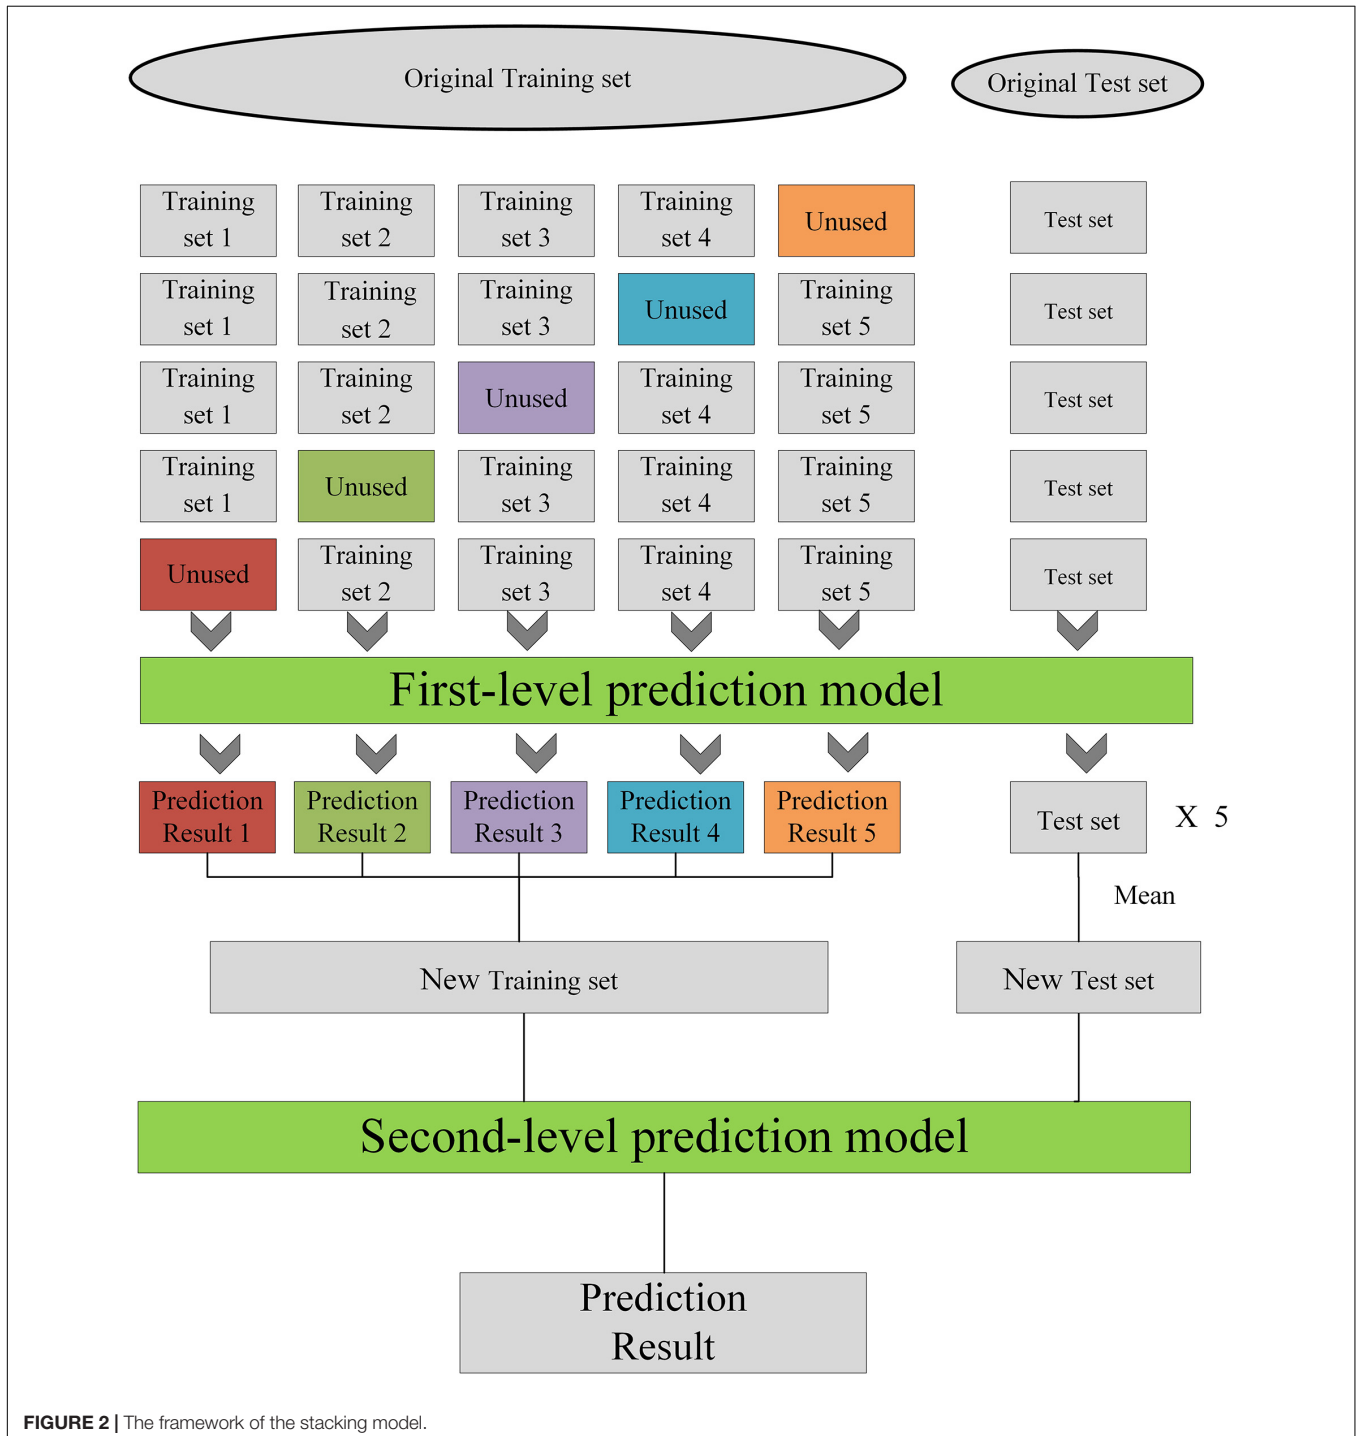 Original Training set
Original Test set
Training
set 1
Training
set 2
Training
set 3
Training
set 4
Unused
Test set
Training
set 1
Training
set 2
Training
set 3
Unused
Training
set 5
Test set
Training
set 1
Training
set 2
Unused
Training
set 4
Training
set 5
Test set
Training
set 1
Unused
Training
set 3
Training
set 4
Training
set 5
Test set
Unused
Training
set 2
Training
set 3
Training
set 4
Training
set 5
Test set
First-level prediction model
Prediction
Result 1
Prediction
Result 2
Prediction
Result 3
Prediction
Result 4
Prediction
Result 5
Test set
X 5
Mean
New Training set
New Test set
Second-level prediction model
Prediction
Result
FIGURE 2 | The framework of the stacking model.